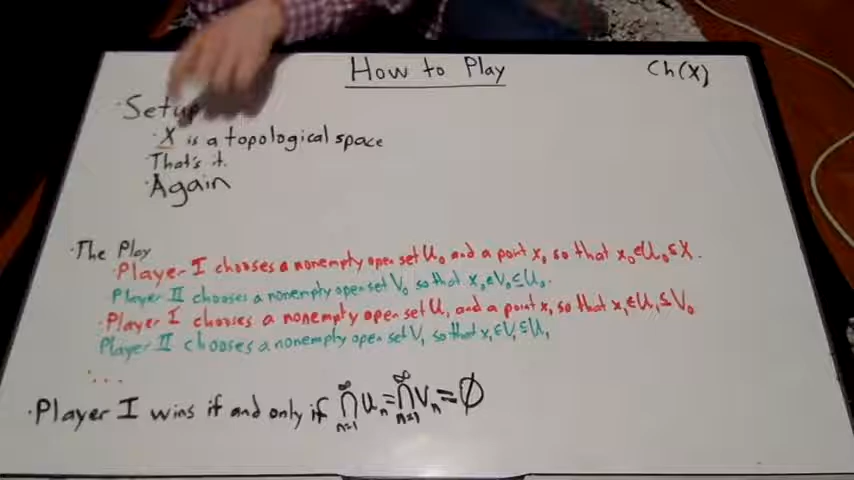 How to Play
Ch(X)
· Setup
· X is a topological space
· That's it.
· Again
· The Play
· Player I chooses a nonempty open set U₀ and a point x₀ so that x₀∈U₀⊆X.
Player II chooses a nonempty open set V₀ so that x₀∈V₀⊆U₀.
· Player I chooses a nonempty open set U₁ and a point x₁ so that x₁∈U₁⊆V₀
Player II chooses a nonempty open set V₁ so that x₁∈V₁⊆U₁
· . . .
· Player I wins if and only if ∞⋂n=1 Uₙ = ∞⋂n=1 Vₙ = ∅